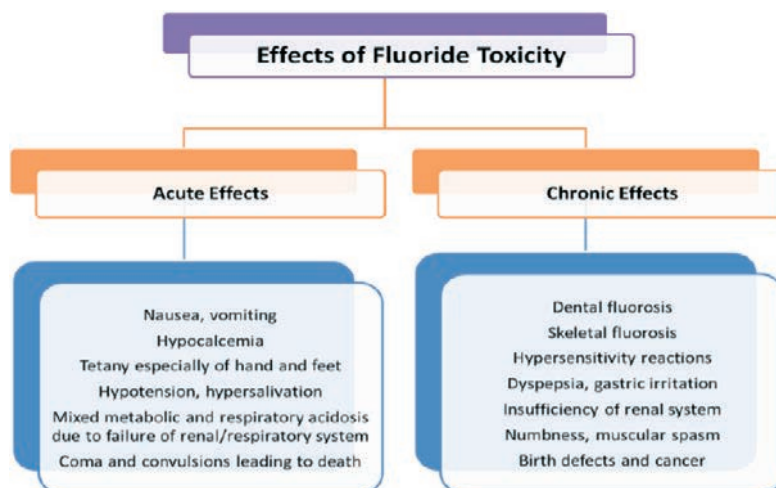 Effects of Fluoride Toxicity
Acute Effects
Nausea, vomiting
Hypocalcemia
Tetany especially of hand and feet
Hypotension, hypersalivation
Mixed metabolic and respiratory acidosis
due to failure of renal/respiratory system
Coma and convulsions leading to death
Chronic Effects
Dental fluorosis
Skeletal fluorosis
Hypersensitivity reactions
Dyspepsia, gastric irritation
Insufficiency of renal system
Numbness, muscular spasm
Birth defects and cancer